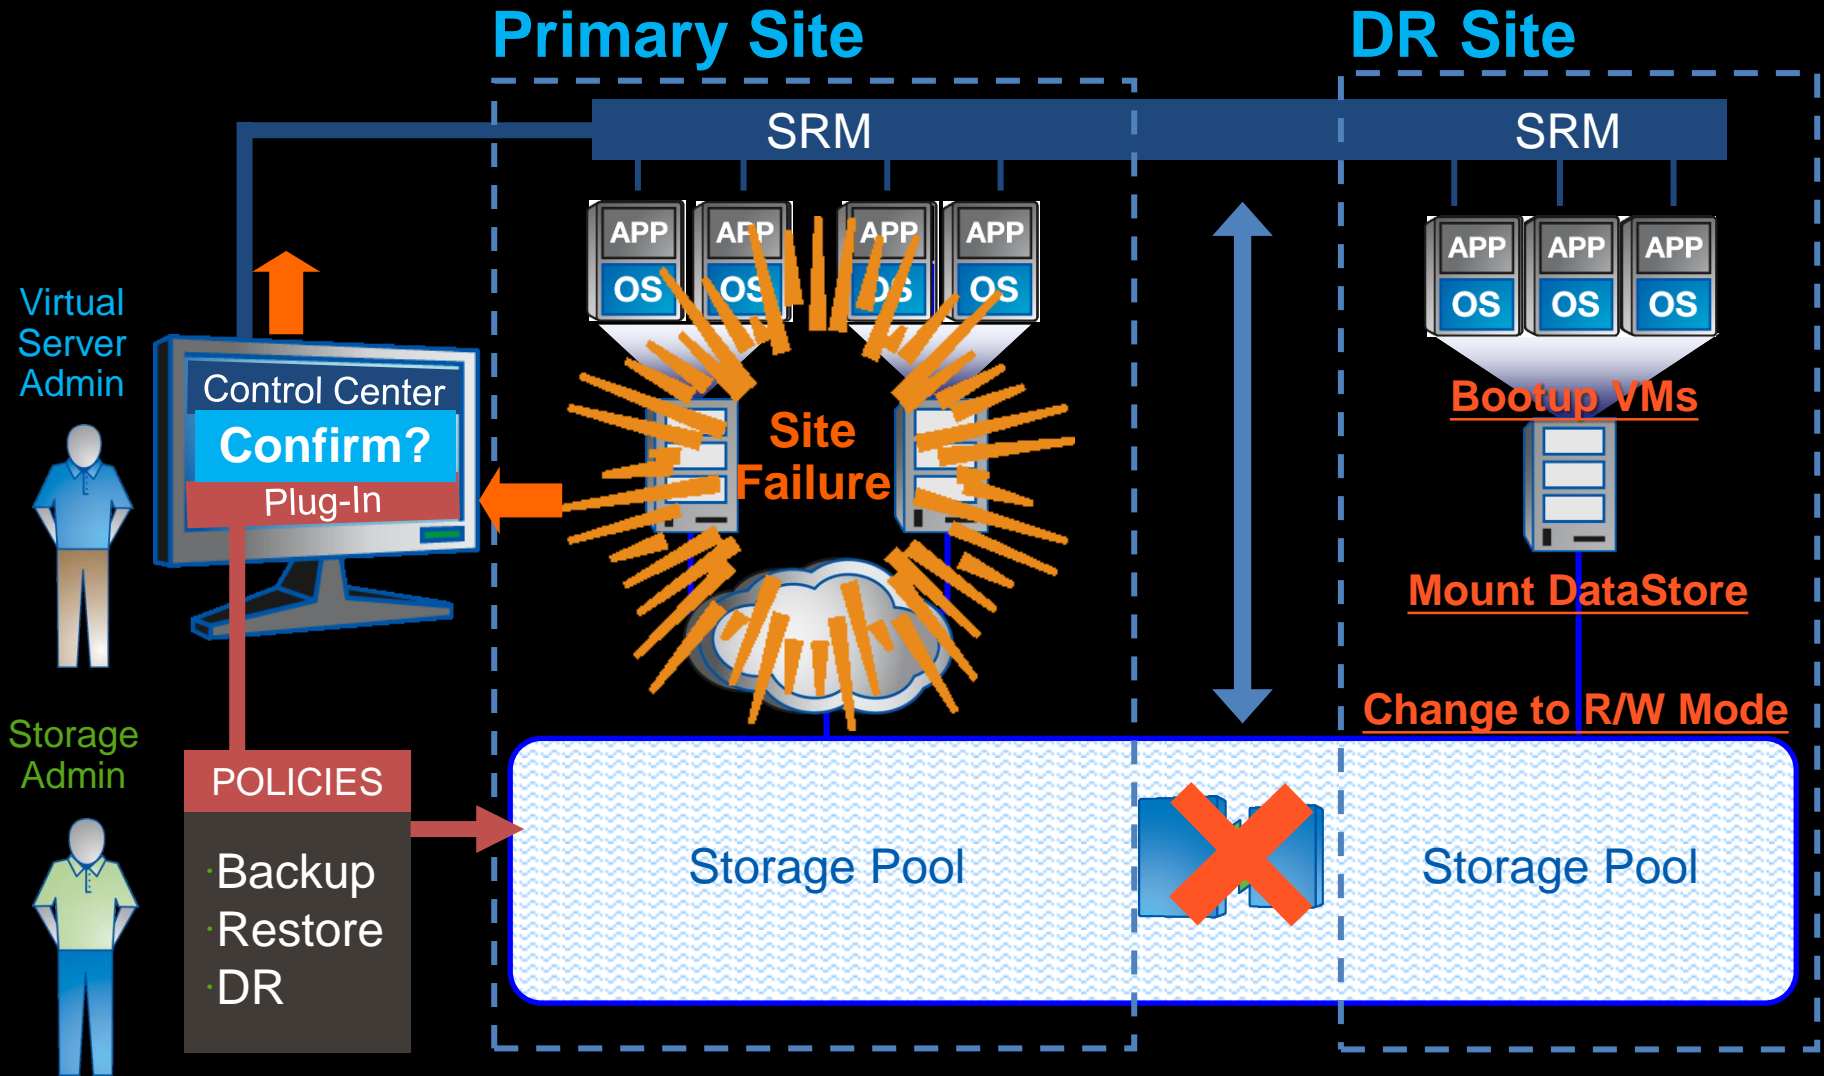 Primary Site
DR Site
SRM
SRM
APP
OS
APP
OS
APP
OS
APP
OS
APP
OS
APP
OS
APP
OS
Virtual
Server
Admin
Control Center
Confirm?
Plug-In
Site
Failure
Bootup VMs
Mount DataStore
Change to R/W Mode
Storage
Admin
POLICIES
·Backup
·Restore
·DR
Storage Pool
Storage Pool